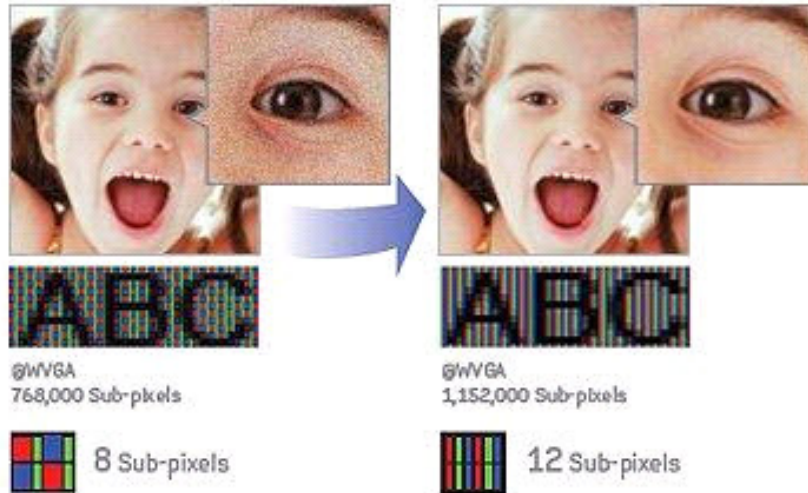 ABC
ABC
@WVGA
768,000 Sub-pixels
@WVGA
1,152,000 Sub-pixels
8 Sub-pixels
12 Sub-pixels